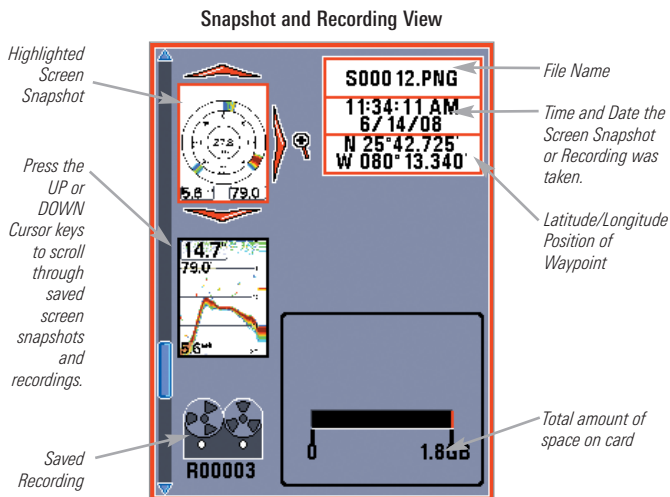 Snapshot and Recording View
Highlighted
Screen
Snapshot
Press the
UP or
DOWN
Cursor keys
to scroll
through
saved
screen
snapshots
and
recordings.
Saved
Recording
27.8
5.6
79.0
14.7
79.0
5.6
R00003
S00012.PNG
11:34:11 AM
6/14/08
N 25°42.725'
W 080°13.340'
0
1.8GB
File Name
Time and Date the
Screen Snapshot
or Recording was
taken.
Latitude/Longitude
Position of
Waypoint
Total amount of
space on card